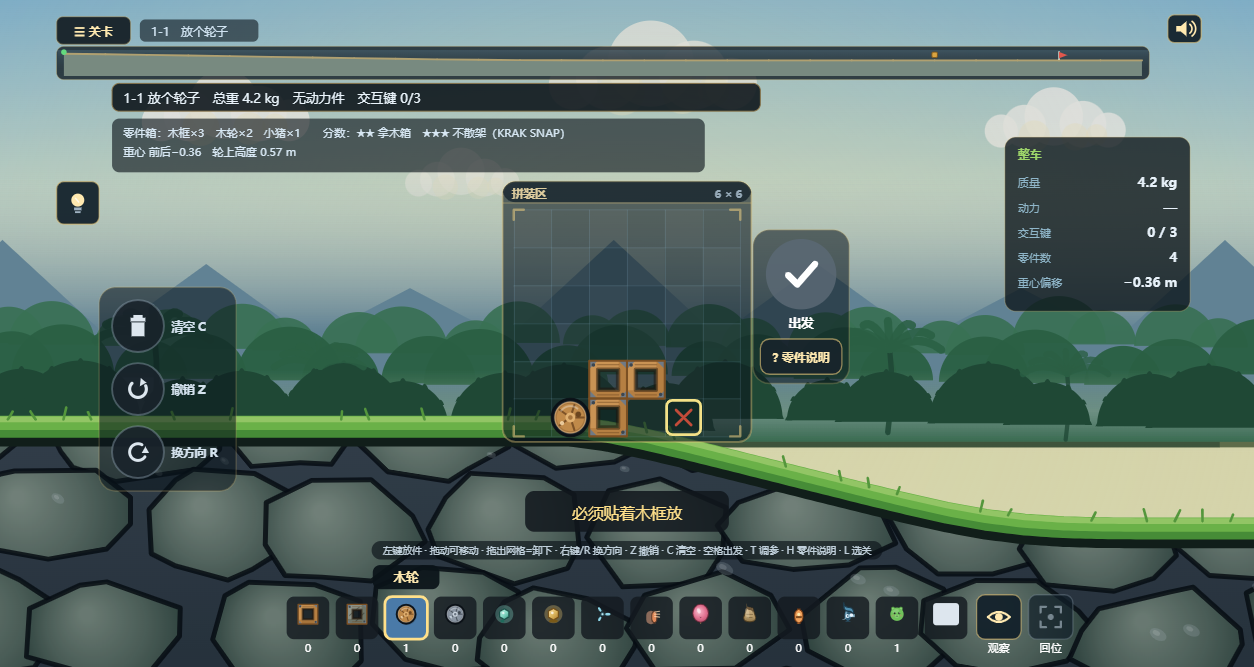 ☰ 关卡
1-1 放个轮子
1-1 放个轮子 总重 4.2 kg 无动力件 交互键 0/3
零件箱：木框×3 木轮×2 小猪×1 分数：★★ 拿木箱 ★★★ 不散架（KRAK SNAP）
重心 前后−0.36 轮上高度 0.57 m
整车
质量 4.2 kg
动力 —
交互键 0 / 3
零件数 4
重心偏移 −0.36 m
拼装区 6 × 6
出发
? 零件说明
清空 C
撤销 Z
换方向 R
必须贴着木框放
左键放件 · 拖动可移动 · 拖出网格=卸下 · 右键/R 换方向 · Z 撤销 · C 清空 · 空格出发 · T 调参 · H 零件说明 · L 选关
木轮
0 0 1 0 0 0 0 0 0 0 0 0 1
观察 回位